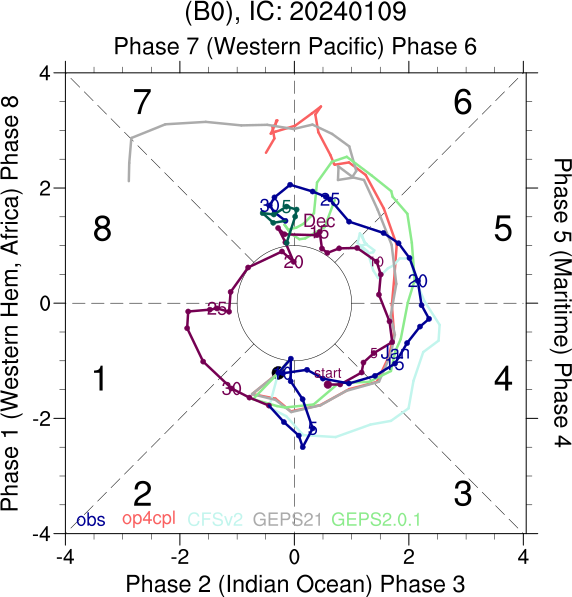 (B0), IC: 20240109
Phase 7 (Western Pacific) Phase 6
Phase 1 (Western Hem, Africa) Phase 8
Phase 5 (Maritime) Phase 4
4
2
0
-2
-4
7
6
8
5
1
4
2
3
30
5
25
Dec
15
20
10
20
25
5
Jan
15
start
30
5
obs
op4cpl
CFSv2
GEPS21
GEPS2.0.1
-4
-2
0
2
4
Phase 2 (Indian Ocean) Phase 3